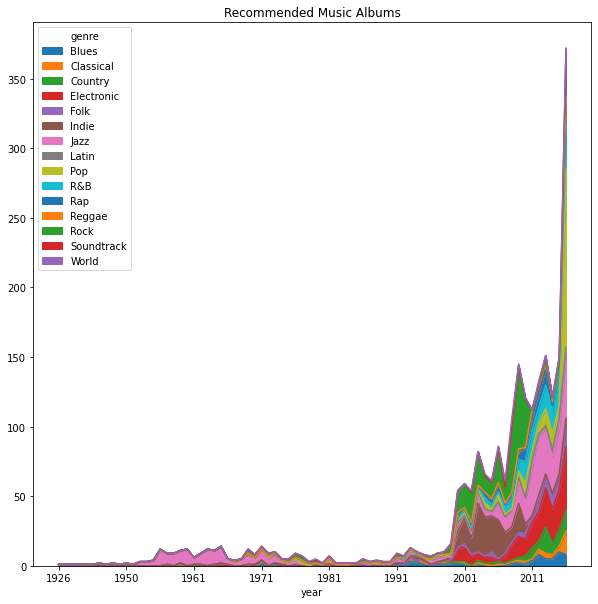 Recommended Music Albums
genre
Blues
Classical
Country
Electronic
Folk
Indie
Jazz
Latin
Pop
R&B
Rap
Reggae
Rock
Soundtrack
World
350
300
250
200
150
100
50
0
1926 1950 1961 1971 1981 1991 2001 2011
year